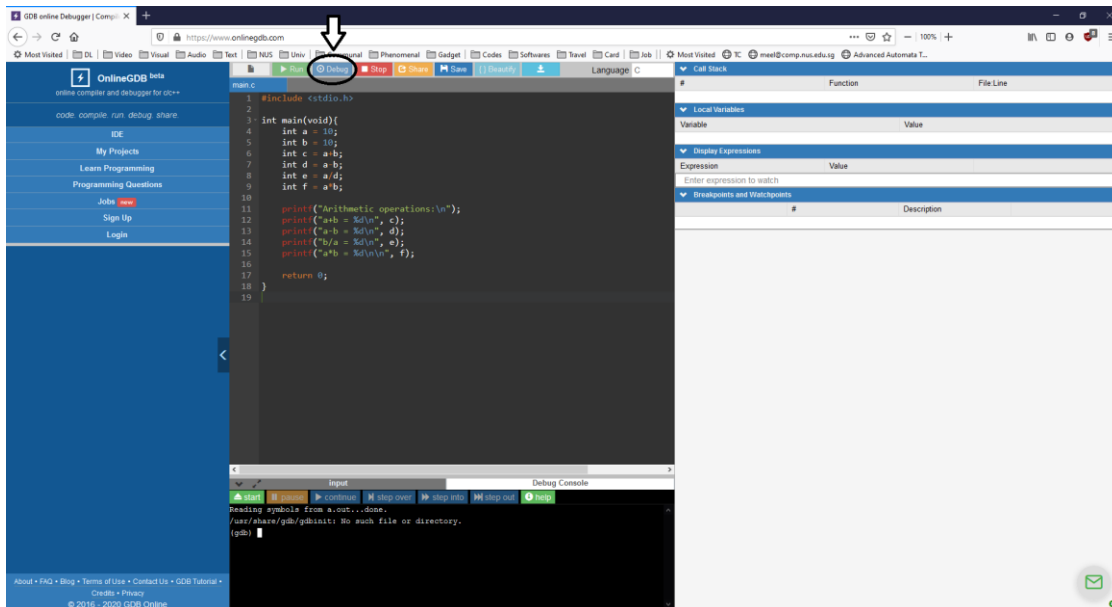 GDB online Debugger | Compil
100%
https://www.onlinegdb.com
Most Visited DL Video Visual Audio Text NUS Univ Phenomenal Gadget Codes Softwares Travel Card Job Most Visited TC meel@comp.nus.edu.sg Advanced Automata T...
OnlineGDB beta
online compiler and debugger for c/c++
code. compile. run. debug. share.
IDE
My Projects
Learn Programming
Programming Questions
Jobs new
Sign Up
Login
About • FAQ • Blog • Terms of Use • Contact Us • GDB Tutorial •
Credits • Privacy
© 2016 - 2020 GDB Online
Run Debug Stop Share Save { } Beautify Language C
main.c
1 #include <stdio.h>
2
3 int main(void){
4 int a = 10;
5 int b = 10;
6 int c = a+b;
7 int d = a-b;
8 int e = a/d;
9 int f = a*b;
10
11 printf("Arithmetic operations:\n");
12 printf("a+b = %d\n", c);
13 printf("a-b = %d\n", d);
14 printf("b/a = %d\n", e);
15 printf("a*b = %d\n\n", f);
16
17 return 0;
18 }
19
input Debug Console
start pause continue step over step into step out help
Reading symbols from a.out...done.
/usr/share/gdb/gdbinit: No such file or directory.
(gdb)
Call Stack
# Function File:Line
Local Variables
Variable Value
Display Expressions
Expression Value
Enter expression to watch
Breakpoints and Watchpoints
# Description